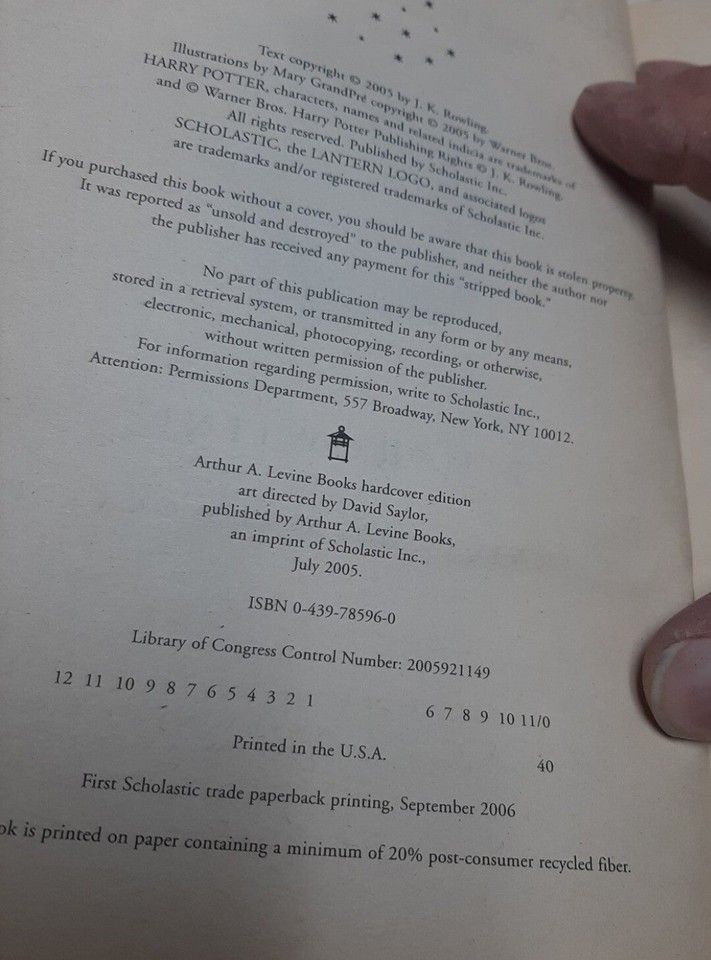 Text copyright © 2005 by J. K. Rowling.
Illustrations by Mary GrandPré copyright © 2005 by Warner Bros.
HARRY POTTER, characters, names and related indicia are trademarks of
and © Warner Bros. Harry Potter Publishing Rights © J. K. Rowling.
All rights reserved. Published by Scholastic Inc.
SCHOLASTIC, the LANTERN LOGO, and associated logos
are trademarks and/or registered trademarks of Scholastic Inc.
If you purchased this book without a cover, you should be aware that this book is stolen property.
It was reported as "unsold and destroyed" to the publisher, and neither the author nor
the publisher has received any payment for this "stripped book."
No part of this publication may be reproduced,
stored in a retrieval system, or transmitted in any form or by any means,
electronic, mechanical, photocopying, recording, or otherwise,
without written permission of the publisher.
For information regarding permission, write to Scholastic Inc.,
Attention: Permissions Department, 557 Broadway, New York, NY 10012.
Arthur A. Levine Books hardcover edition
art directed by David Saylor,
published by Arthur A. Levine Books,
an imprint of Scholastic Inc.,
July 2005.
ISBN 0-439-78596-0
Library of Congress Control Number: 2005921149
12 11 10 9 8 7 6 5 4 3 2 1 6 7 8 9 10 11/0
Printed in the U.S.A. 40
First Scholastic trade paperback printing, September 2006
ok is printed on paper containing a minimum of 20% post-consumer recycled fiber.